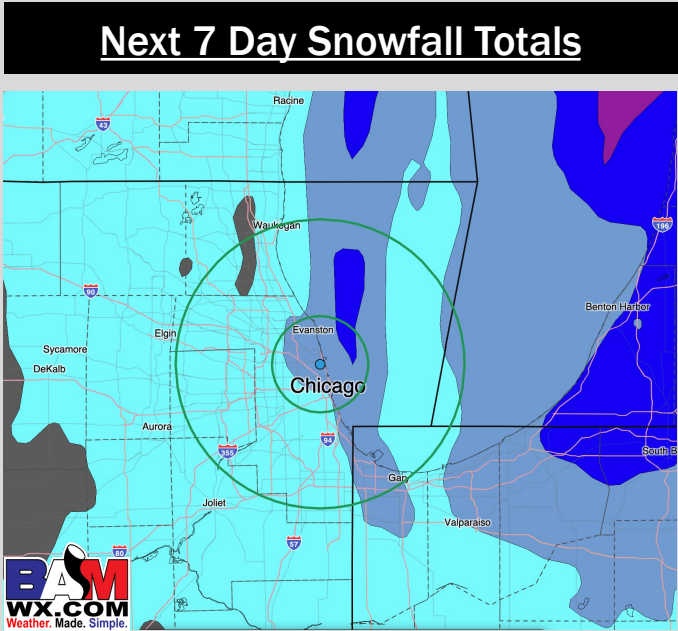 Next 7 Day Snowfall Totals
Racine
43
Waukegan
196
90
Benton Harbor
Evanston
Elgin
Sycamore
DeKalb
Chicago
Aurora
94
355
South B
Gary
Joliet
Valparaiso
57
80
BAM
WX.COM
Weather. Made. Simple.